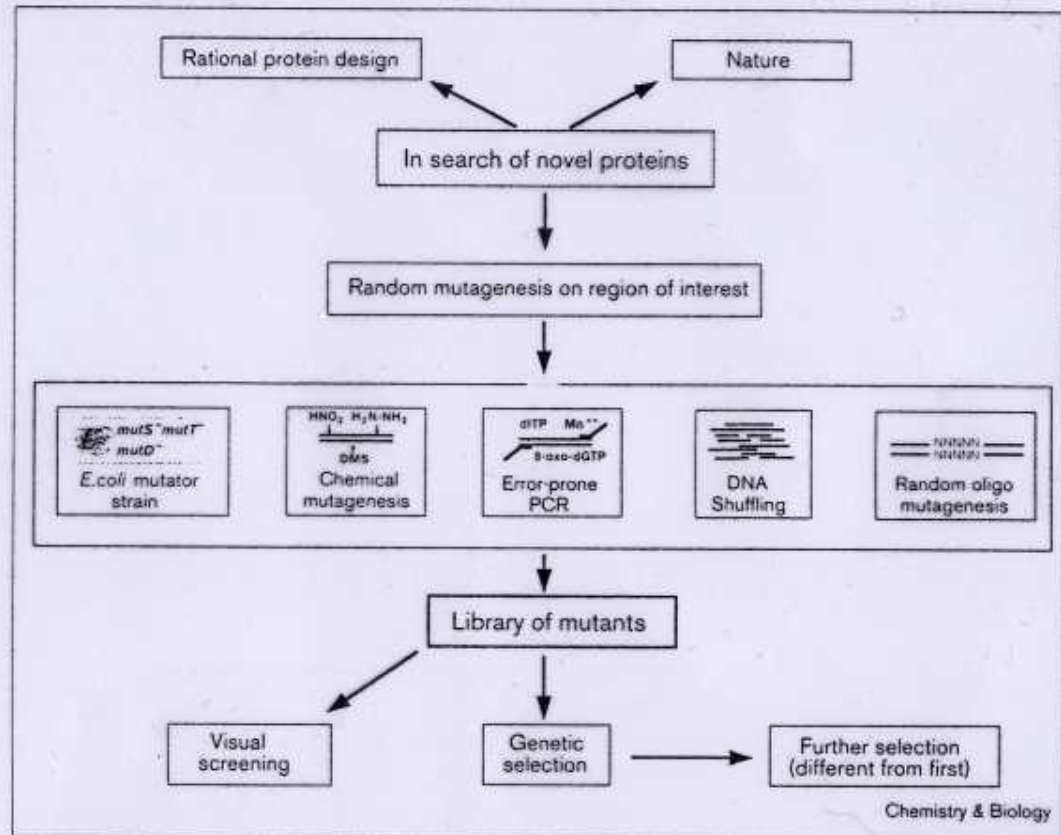 Rational protein design
Nature
In search of novel proteins
Random mutagenesis on region of interest
mutS⁻ mutT⁻
mutD⁻
E.coli mutator
strain
HNO₂ H₂N-NH₂
DMS
Chemical
mutagenesis
dITP Mn⁺⁺
8-oxo-dGTP
Error-prone
PCR
DNA
Shuffling
NNNNN
NNNNN
Random oligo
mutagenesis
Library of mutants
Visual
screening
Genetic
selection
Further selection
(different from first)
Chemistry & Biology